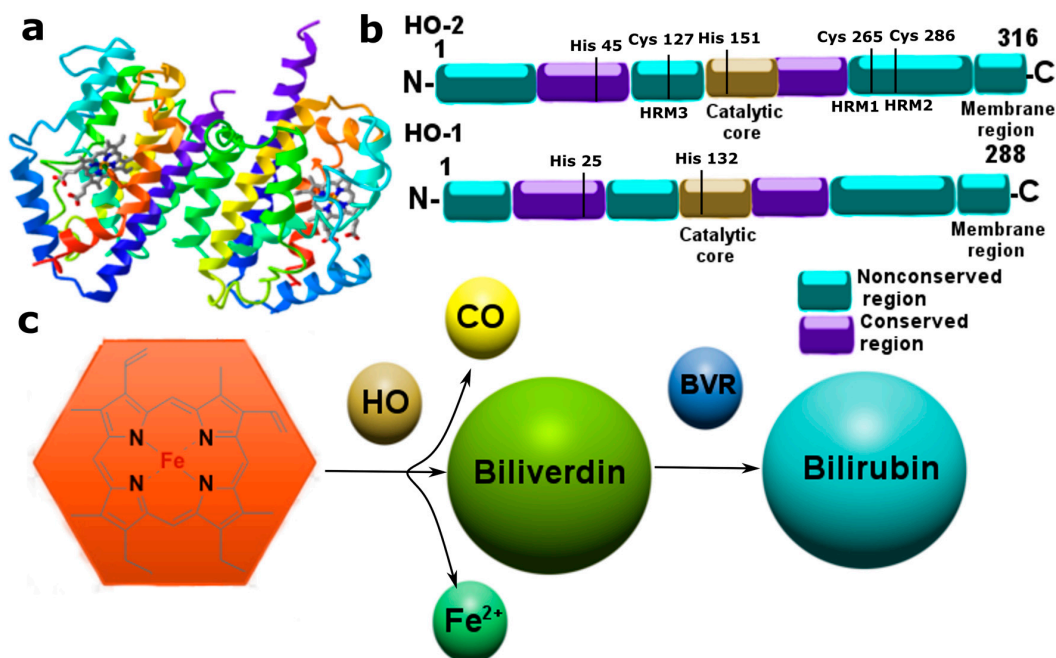 a
b
HO-2
1
His 45
Cys 127
His 151
Cys 265
Cys 286
316
N-
-C
HRM3
Catalytic
core
HRM1
HRM2
Membrane
region
HO-1
1
His 25
His 132
288
N-
-C
Catalytic
core
Membrane
region
Nonconserved
region
Conserved
region
c
N
N
Fe
N
N
HO
CO
Biliverdin
Fe2+
BVR
Bilirubin